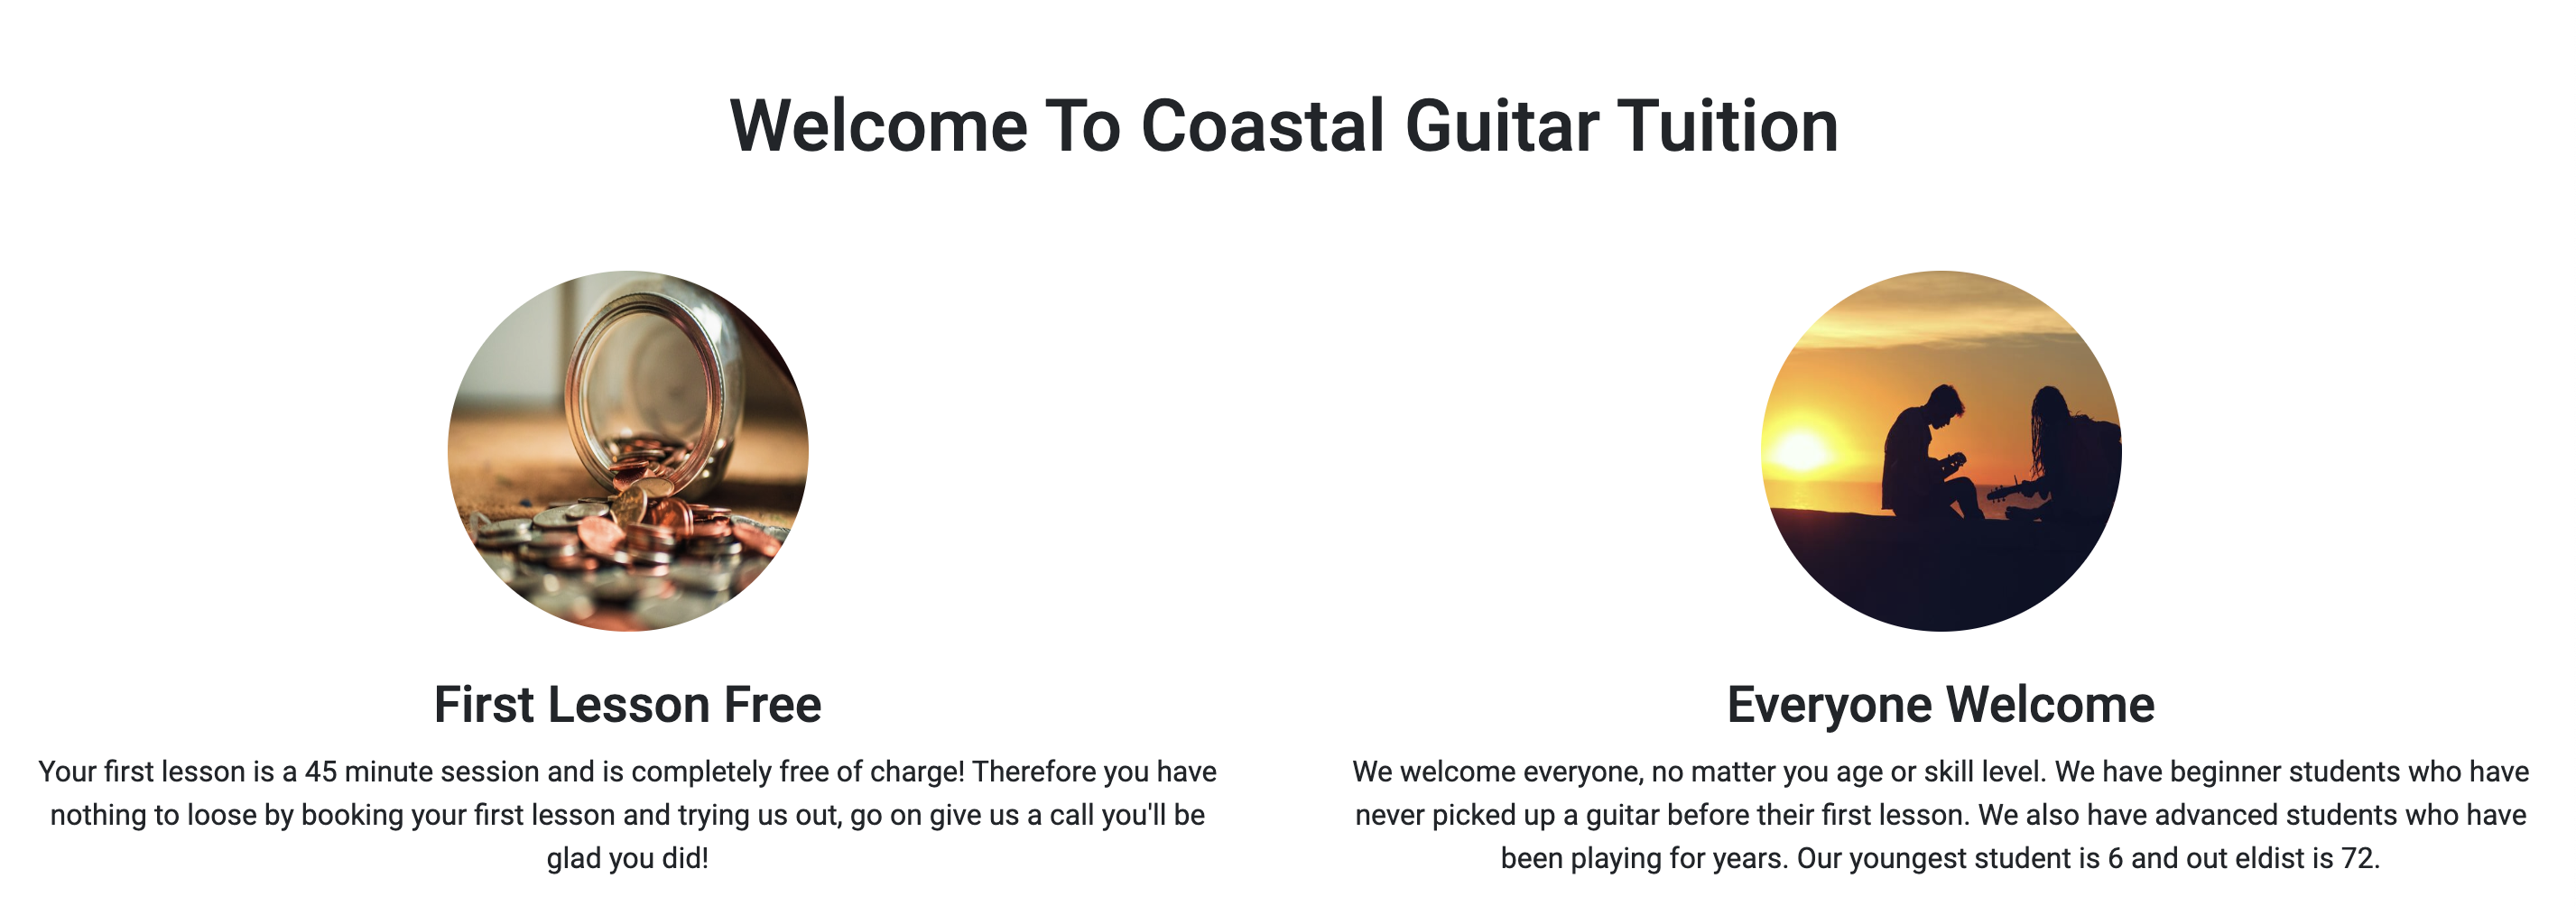 Welcome To Coastal Guitar Tuition
First Lesson Free
Your first lesson is a 45 minute session and is completely free of charge! Therefore you have
nothing to loose by booking your first lesson and trying us out, go on give us a call you'll be
glad you did!
Everyone Welcome
We welcome everyone, no matter you age or skill level. We have beginner students who have
never picked up a guitar before their first lesson. We also have advanced students who have
been playing for years. Our youngest student is 6 and out eldist is 72.